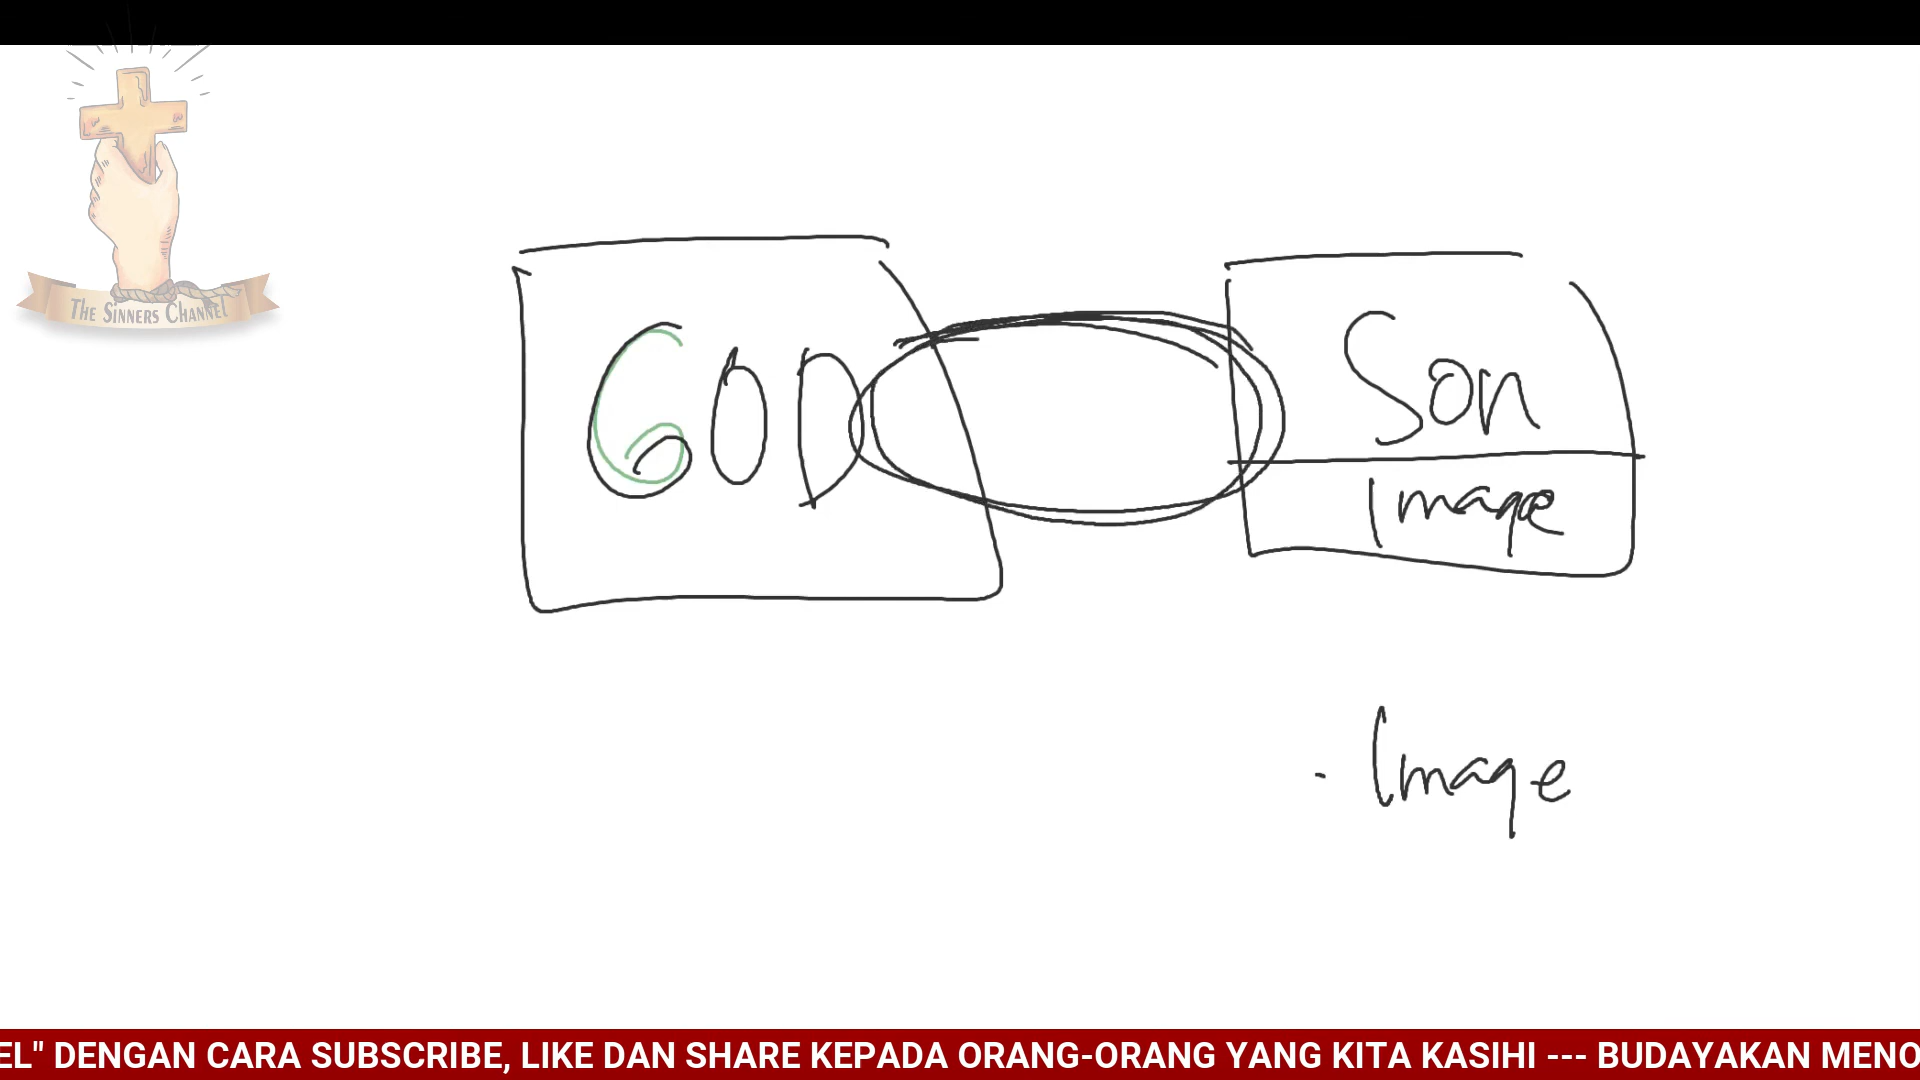 THE SINNERS CHANNEL
GOD
Son
Image
- Image
EL" DENGAN CARA SUBSCRIBE, LIKE DAN SHARE KEPADA ORANG-ORANG YANG KITA KASIHI --- BUDAYAKAN MENO